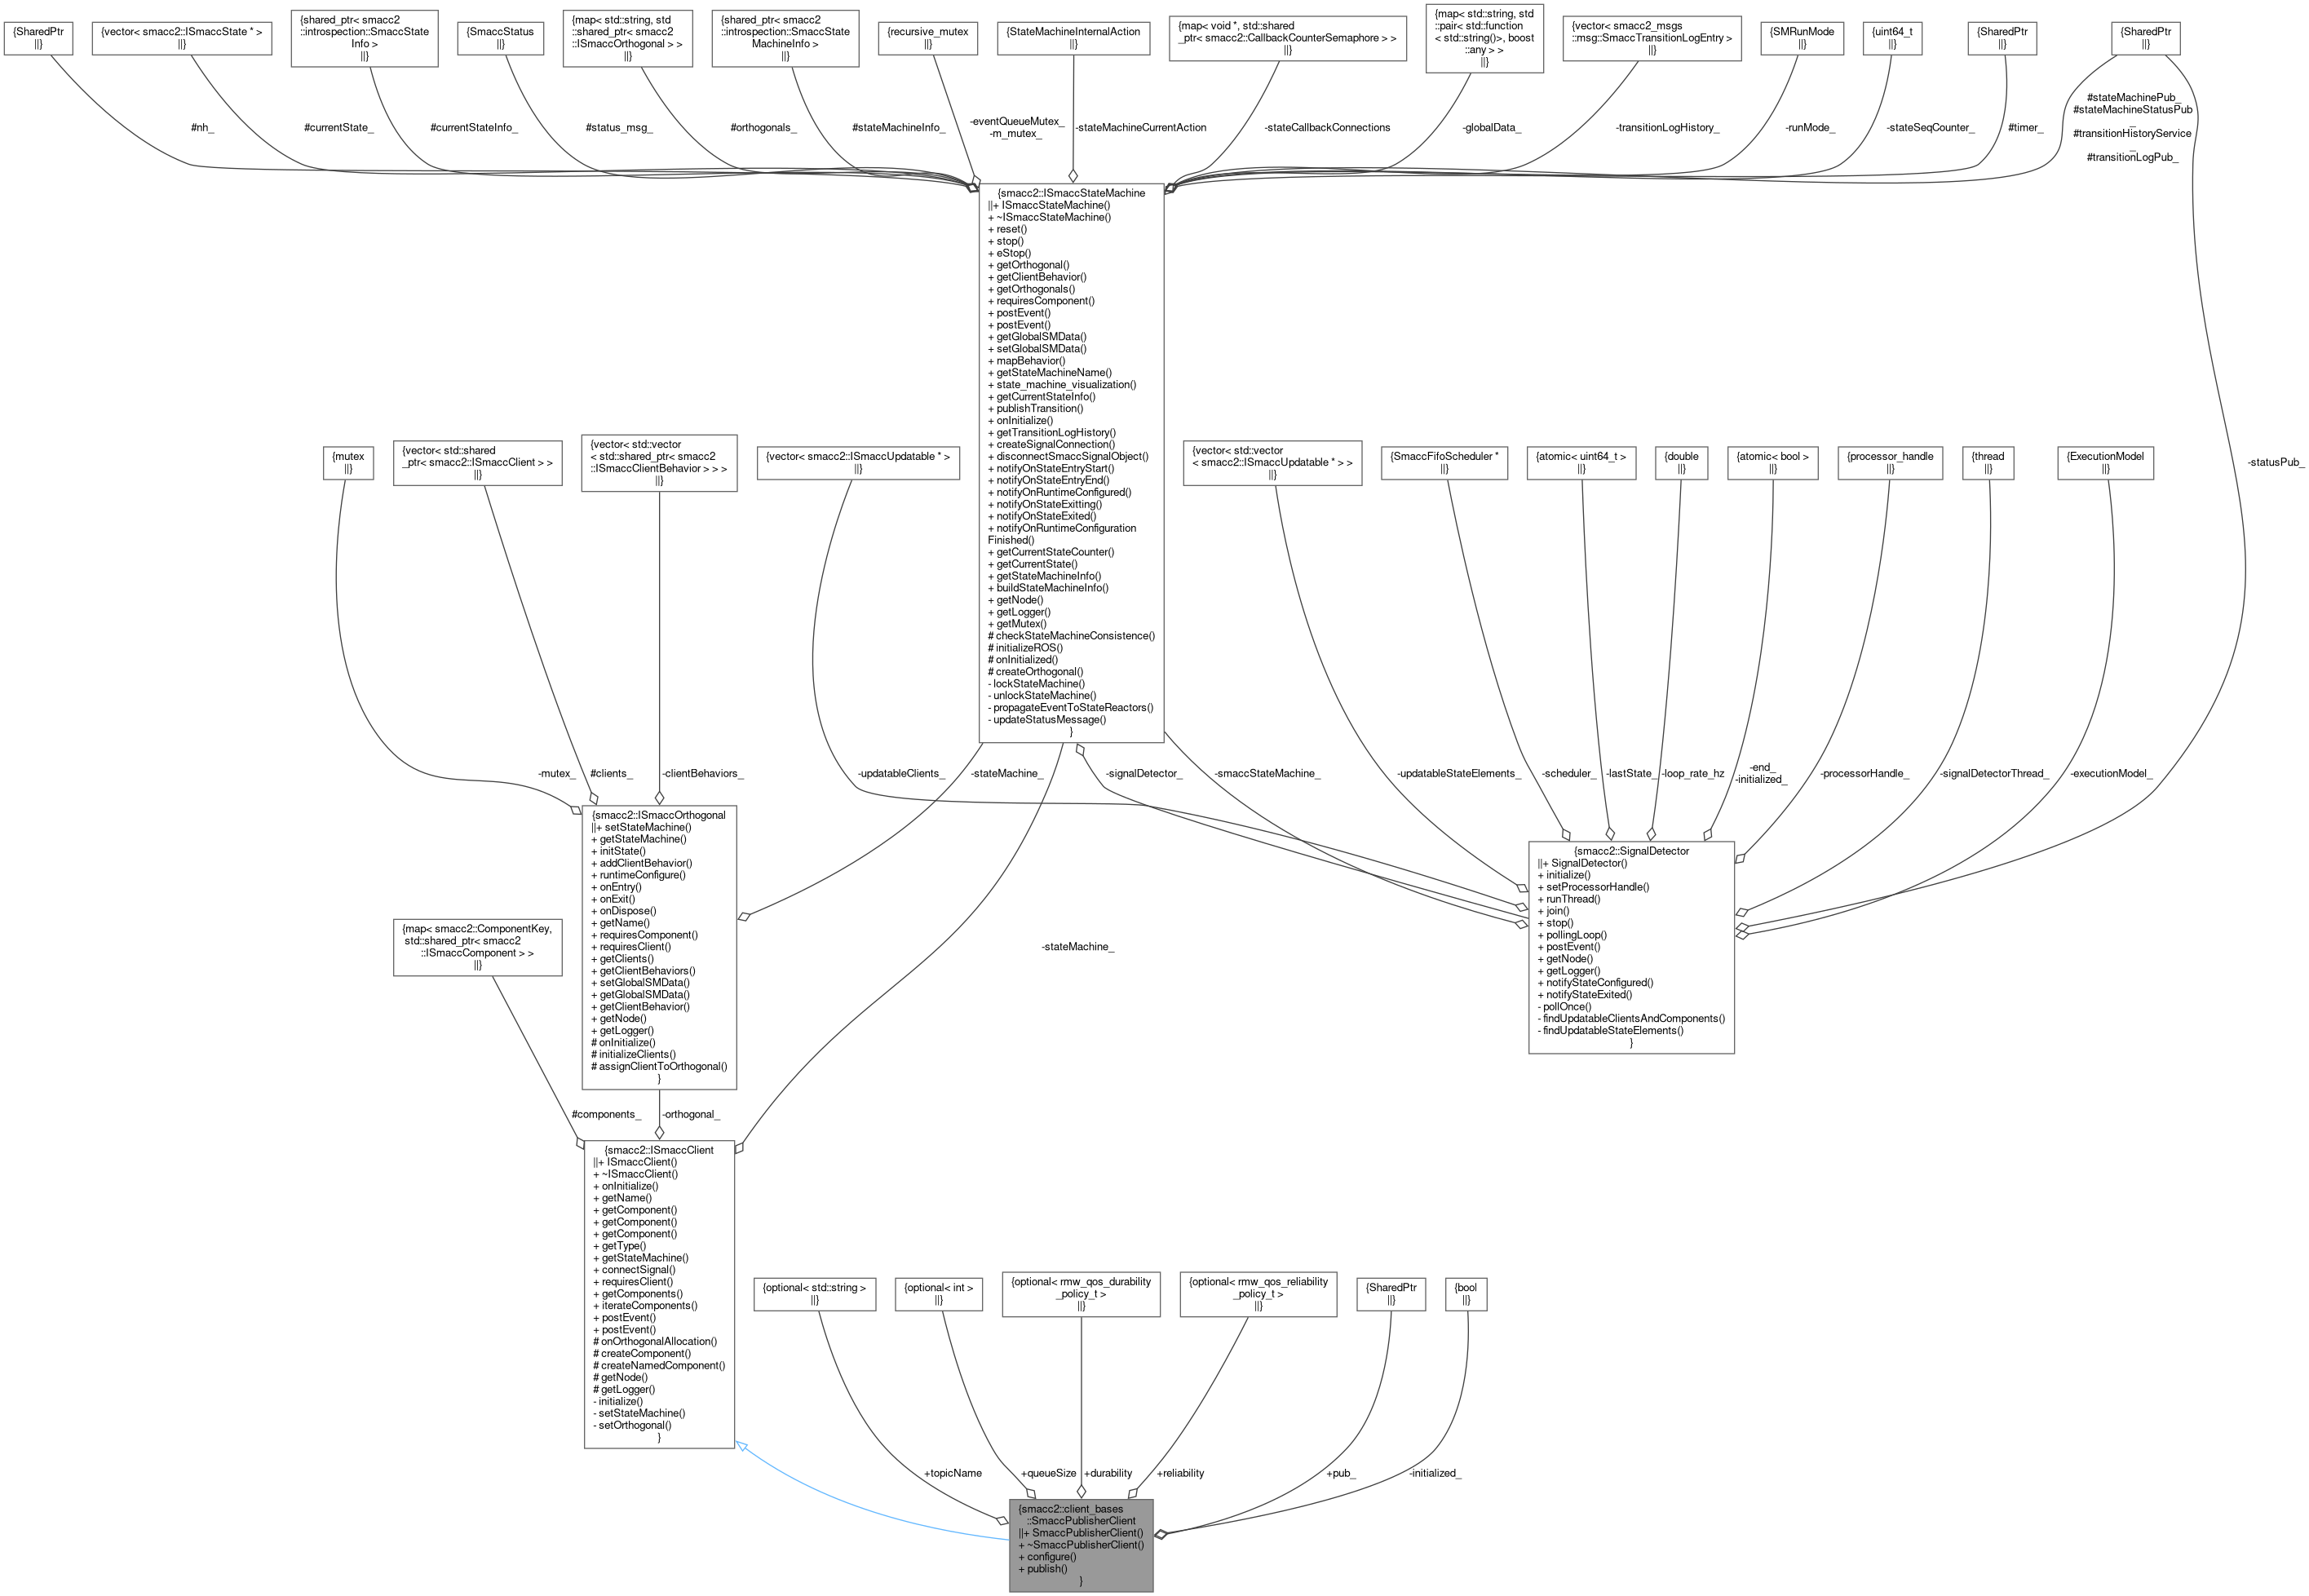 {SharedPtr
||}
{vector< smacc2::ISmaccState * >
||}
{shared_ptr< smacc2
::introspection::SmaccState
Info >
||}
{SmaccStatus
||}
{map< std::string, std
::shared_ptr< smacc2
::ISmaccOrthogonal > >
||}
{shared_ptr< smacc2
::introspection::SmaccState
MachineInfo >
||}
{recursive_mutex
||}
{StateMachineInternalAction
||}
{map< void *, std::shared
_ptr< smacc2::CallbackCounterSemaphore > >
||}
{map< std::string, std
::pair< std::function
< std::string()>, boost
::any > >
||}
{vector< smacc2_msgs
::msg::SmaccTransitionLogEntry >
||}
{SMRunMode
||}
{uint64_t
||}
{SharedPtr
||}
{SharedPtr
||}
#nh_
#currentState_
#currentStateInfo_
#status_msg_
#orthogonals_
#stateMachineInfo_
-eventQueueMutex_
-m_mutex_
-stateMachineCurrentAction
-stateCallbackConnections
-globalData_
-transitionLogHistory_
-runMode_
-stateSeqCounter_
#timer_
#stateMachinePub_
#stateMachineStatusPub
_
#transitionHistoryService
_
#transitionLogPub_
{smacc2::ISmaccStateMachine
||+ ISmaccStateMachine()
+ ~ISmaccStateMachine()
+ reset()
+ stop()
+ eStop()
+ getOrthogonal()
+ getClientBehavior()
+ getOrthogonals()
+ requiresComponent()
+ postEvent()
+ postEvent()
+ getGlobalSMData()
+ setGlobalSMData()
+ mapBehavior()
+ getStateMachineName()
+ state_machine_visualization()
+ getCurrentStateInfo()
+ publishTransition()
+ onInitialize()
+ getTransitionLogHistory()
+ createSignalConnection()
+ disconnectSmaccSignalObject()
+ notifyOnStateEntryStart()
+ notifyOnStateEntryEnd()
+ notifyOnRuntimeConfigured()
+ notifyOnStateExitting()
+ notifyOnStateExited()
+ notifyOnRuntimeConfiguration
Finished()
+ getCurrentStateCounter()
+ getCurrentState()
+ getStateMachineInfo()
+ buildStateMachineInfo()
+ getNode()
+ getLogger()
+ getMutex()
# checkStateMachineConsistence()
# initializeROS()
# onInitialized()
# createOrthogonal()
- lockStateMachine()
- unlockStateMachine()
- propagateEventToStateReactors()
- updateStatusMessage()
}
{mutex
||}
{vector< std::shared
_ptr< smacc2::ISmaccClient > >
||}
{vector< std::vector
< std::shared_ptr< smacc2
::ISmaccClientBehavior > > >
||}
{vector< smacc2::ISmaccUpdatable * >
||}
{vector< std::vector
< smacc2::ISmaccUpdatable * > >
||}
{SmaccFifoScheduler *
||}
{atomic< uint64_t >
||}
{double
||}
{atomic< bool >
||}
{processor_handle
||}
{thread
||}
{ExecutionModel
||}
-statusPub_
-mutex_
#clients_
-clientBehaviors_
-updatableClients_
-stateMachine_
-signalDetector_
-smaccStateMachine_
-updatableStateElements_
-scheduler_
-lastState_
-loop_rate_hz
-end_
-initialized_
-processorHandle_
-signalDetectorThread_
-executionModel_
{smacc2::ISmaccOrthogonal
||+ setStateMachine()
+ getStateMachine()
+ initState()
+ addClientBehavior()
+ runtimeConfigure()
+ onEntry()
+ onExit()
+ onDispose()
+ getName()
+ requiresComponent()
+ requiresClient()
+ getClients()
+ getClientBehaviors()
+ setGlobalSMData()
+ getGlobalSMData()
+ getClientBehavior()
+ getNode()
+ getLogger()
# onInitialize()
# initializeClients()
# assignClientToOrthogonal()
}
{smacc2::SignalDetector
||+ SignalDetector()
+ initialize()
+ setProcessorHandle()
+ runThread()
+ join()
+ stop()
+ pollingLoop()
+ postEvent()
+ getNode()
+ getLogger()
+ notifyStateConfigured()
+ notifyStateExited()
- pollOnce()
- findUpdatableClientsAndComponents()
- findUpdatableStateElements()
}
{map< smacc2::ComponentKey,
std::shared_ptr< smacc2
::ISmaccComponent > >
||}
-stateMachine_
#components_
-orthogonal_
{smacc2::ISmaccClient
||+ ISmaccClient()
+ ~ISmaccClient()
+ onInitialize()
+ getName()
+ getComponent()
+ getComponent()
+ getComponent()
+ getType()
+ getStateMachine()
+ connectSignal()
+ requiresClient()
+ getComponents()
+ iterateComponents()
+ postEvent()
+ postEvent()
# onOrthogonalAllocation()
# createComponent()
# createNamedComponent()
# getNode()
# getLogger()
- initialize()
- setStateMachine()
- setOrthogonal()
}
{optional< std::string >
||}
{optional< int >
||}
{optional< rmw_qos_durability
_policy_t >
||}
{optional< rmw_qos_reliability
_policy_t >
||}
{SharedPtr
||}
{bool
||}
+topicName
+queueSize
+durability
+reliability
+pub_
-initialized_
{smacc2::client_bases
::SmaccPublisherClient
||+ SmaccPublisherClient()
+ ~SmaccPublisherClient()
+ configure()
+ publish()
}